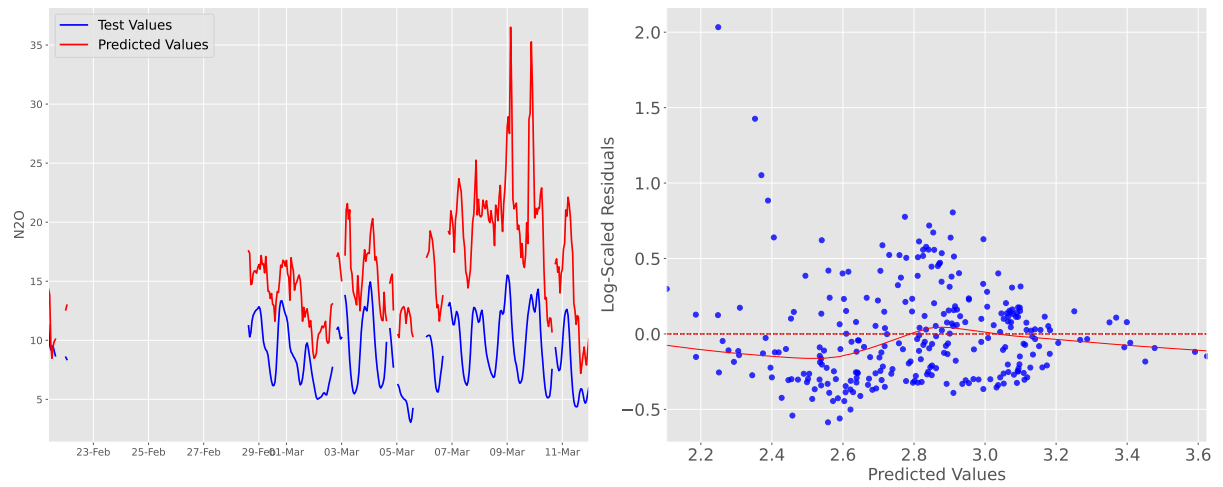 Test Values
Predicted Values
N2O
35
30
25
20
15
10
5
23-Feb
25-Feb
27-Feb
29-Feb
01-Mar
03-Mar
05-Mar
07-Mar
09-Mar
11-Mar
Log-Scaled Residuals
2.0
1.5
1.0
0.5
0.0
−0.5
2.2
2.4
2.6
2.8
3.0
3.2
3.4
3.6
Predicted Values